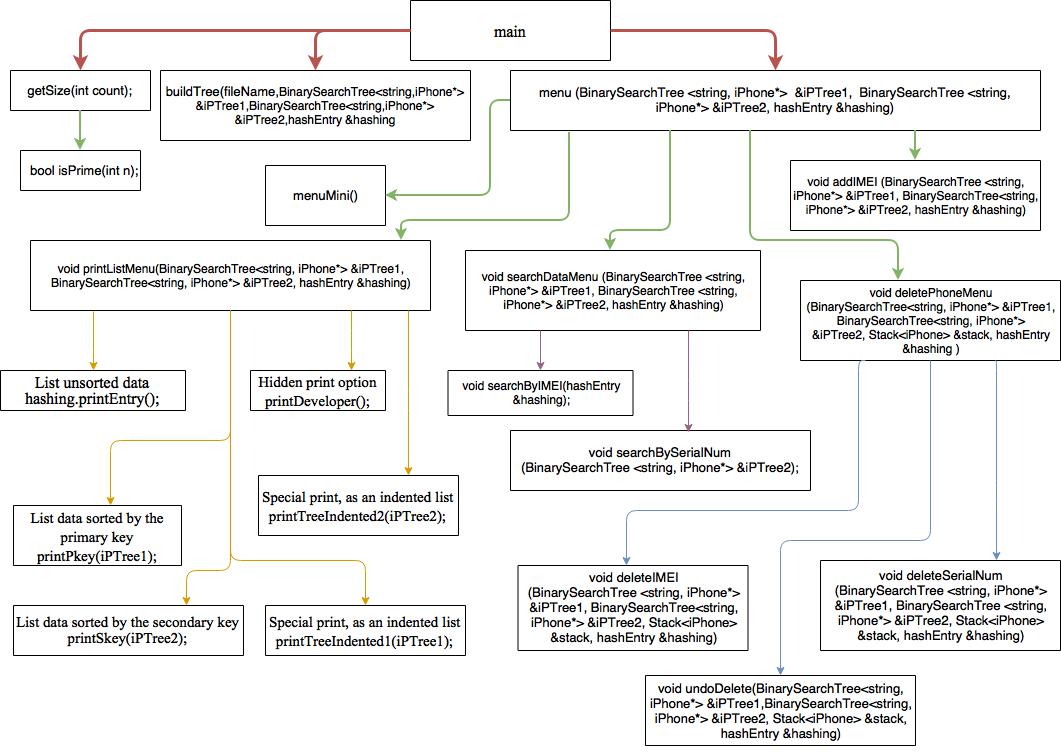 main
getSize(int count);
buildTree(fileName,BinarySearchTree<string,iPhone*>
&iPTree1,BinarySearchTree<string,iPhone*>
&iPTree2,hashEntry &hashing
menu (BinarySearchTree <string, iPhone*> &iPTree1, BinarySearchTree <string,
iPhone*> &iPTree2, hashEntry &hashing)
bool isPrime(int n);
menuMini()
void addIMEI (BinarySearchTree <string,
iPhone*> &iPTree1, BinarySearchTree<string,
iPhone*> &iPTree2, hashEntry &hashing)
void printListMenu(BinarySearchTree<string, iPhone*> &iPTree1,
BinarySearchTree<string, iPhone*> &iPTree2, hashEntry &hashing)
void searchDataMenu (BinarySearchTree <string,
iPhone*> &iPTree1, BinarySearchTree <string,
iPhone*> &iPTree2, hashEntry &hashing)
void deletePhoneMenu
(BinarySearchTree<string, iPhone*> &iPTree1,
BinarySearchTree<string, iPhone*>
&iPTree2, Stack<iPhone> &stack, hashEntry
&hashing )
List unsorted data
hashing.printEntry();
Hidden print option
printDeveloper();
void searchByIMEI(hashEntry
&hashing);
void searchBySerialNum
(BinarySearchTree <string, iPhone*> &iPTree2);
Special print, as an indented list
printTreeIndented2(iPTree2);
List data sorted by the
primary key
printPkey(iPTree1);
void deleteIMEI
(BinarySearchTree <string, iPhone*>
&iPTree1, BinarySearchTree<string,
iPhone*> &iPTree2, Stack<iPhone>
&stack, hashEntry &hashing)
void deleteSerialNum
(BinarySearchTree <string, iPhone*>
&iPTree1, BinarySearchTree <string,
iPhone*> &iPTree2, Stack<iPhone>
&stack, hashEntry &hashing)
List data sorted by the secondary key
printSkey(iPTree2);
Special print, as an indented list
printTreeIndented1(iPTree1);
void undoDelete(BinarySearchTree<string,
iPhone*> &iPTree1,BinarySearchTree<string,
iPhone*> &iPTree2, Stack<iPhone> &stack,
hashEntry &hashing)